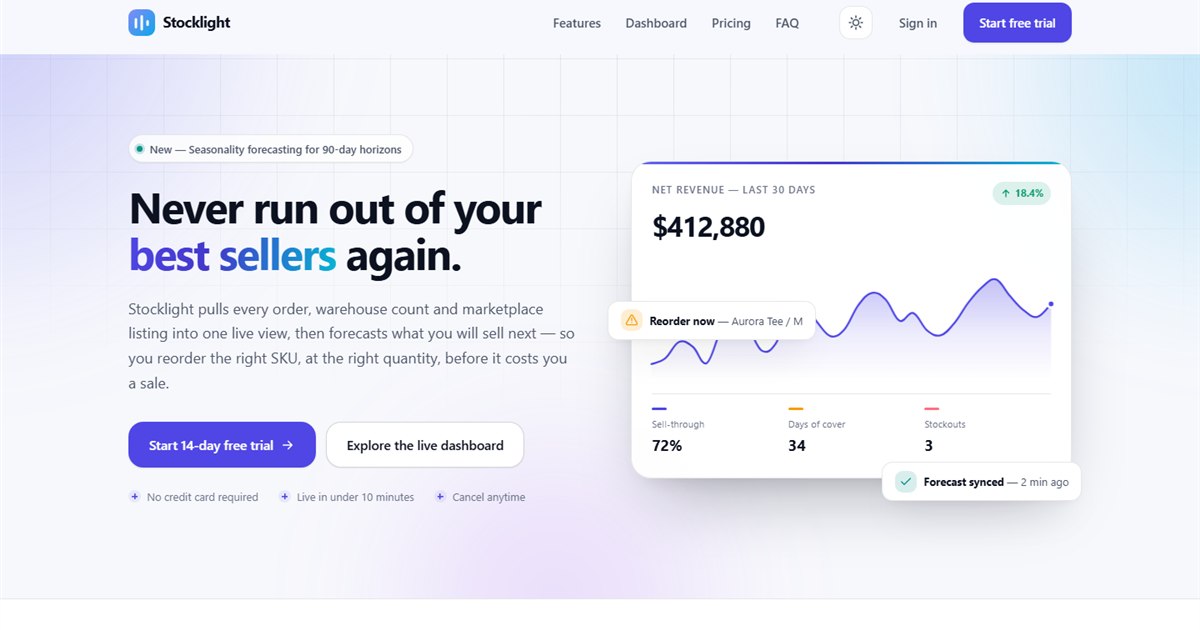 Stocklight
Features
Dashboard
Pricing
FAQ
Sign in
Start free trial
New — Seasonality forecasting for 90-day horizons
Never run out of your
best sellers again.
Stocklight pulls every order, warehouse count and marketplace
listing into one live view, then forecasts what you will sell next — so
you reorder the right SKU, at the right quantity, before it costs you
a sale.
Start 14-day free trial →
Explore the live dashboard
+ No credit card required
+ Live in under 10 minutes
+ Cancel anytime
NET REVENUE — LAST 30 DAYS
↑ 18.4%
$412,880
Reorder now — Aurora Tee / M
Sell-through
72%
Days of cover
34
Stockouts
3
Forecast synced — 2 min ago